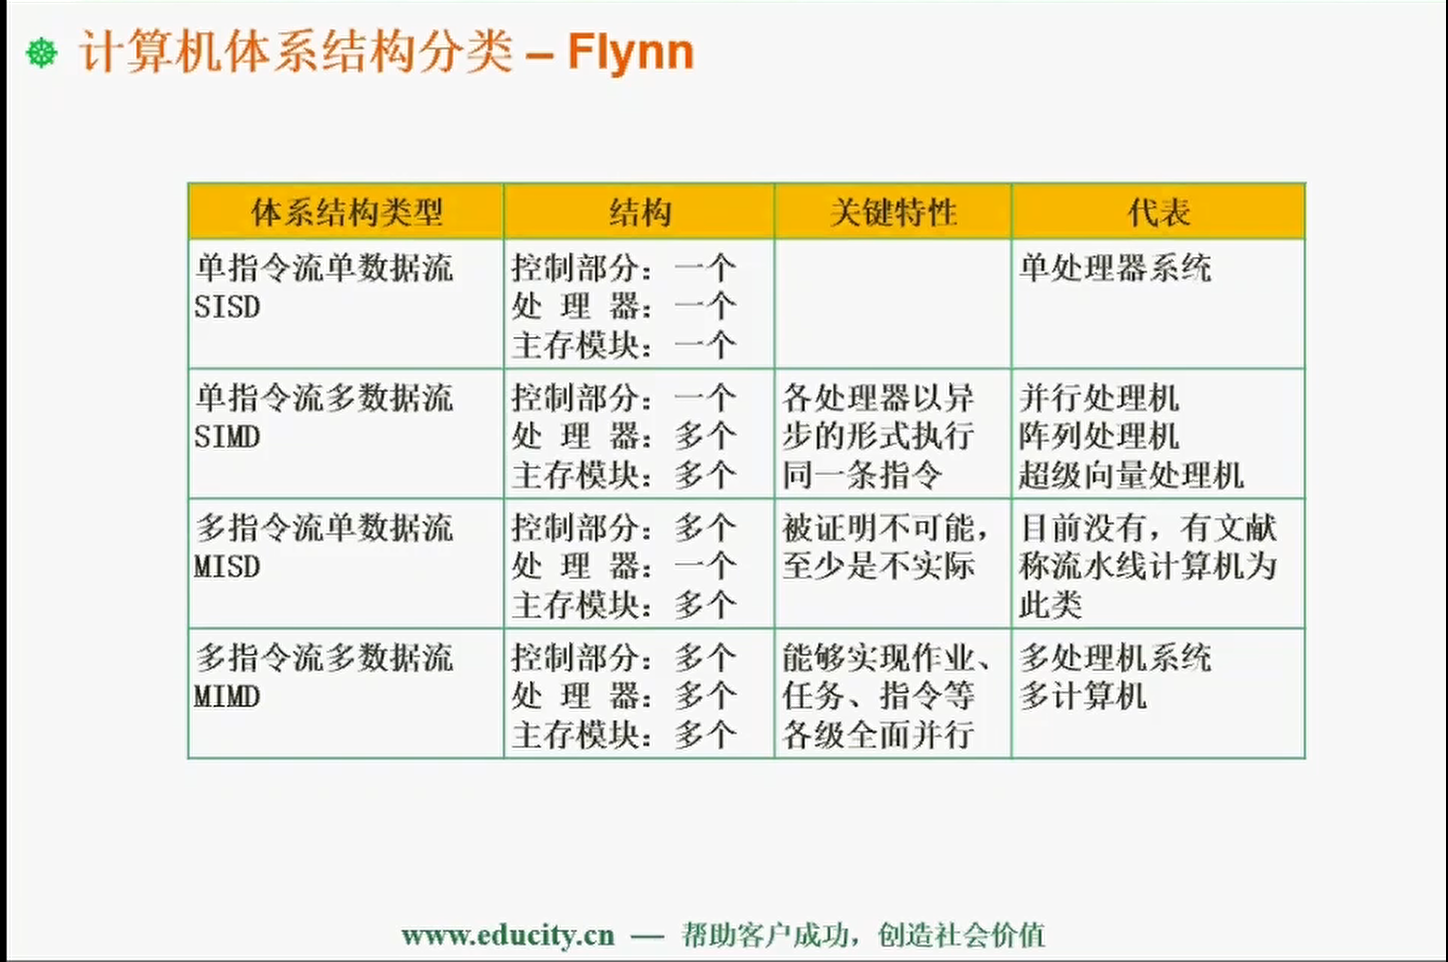 计算机体系结构分类 – Flynn
体系结构类型 结构 关键特性 代表
单指令流单数据流
SISD
控制部分：一个
处 理 器：一个
主存模块：一个
单处理器系统
单指令流多数据流
SIMD
控制部分：一个
处 理 器：多个
主存模块：多个
各处理器以异
步的形式执行
同一条指令
并行处理机
阵列处理机
超级向量处理机
多指令流单数据流
MISD
控制部分：多个
处 理 器：一个
主存模块：多个
被证明不可能，
至少是不实际
目前没有，有文献
称流水线计算机为
此类
多指令流多数据流
MIMD
控制部分：多个
处 理 器：多个
主存模块：多个
能够实现作业、
任务、指令等
各级全面并行
多处理机系统
多计算机
www.educity.cn — 帮助客户成功，创造社会价值